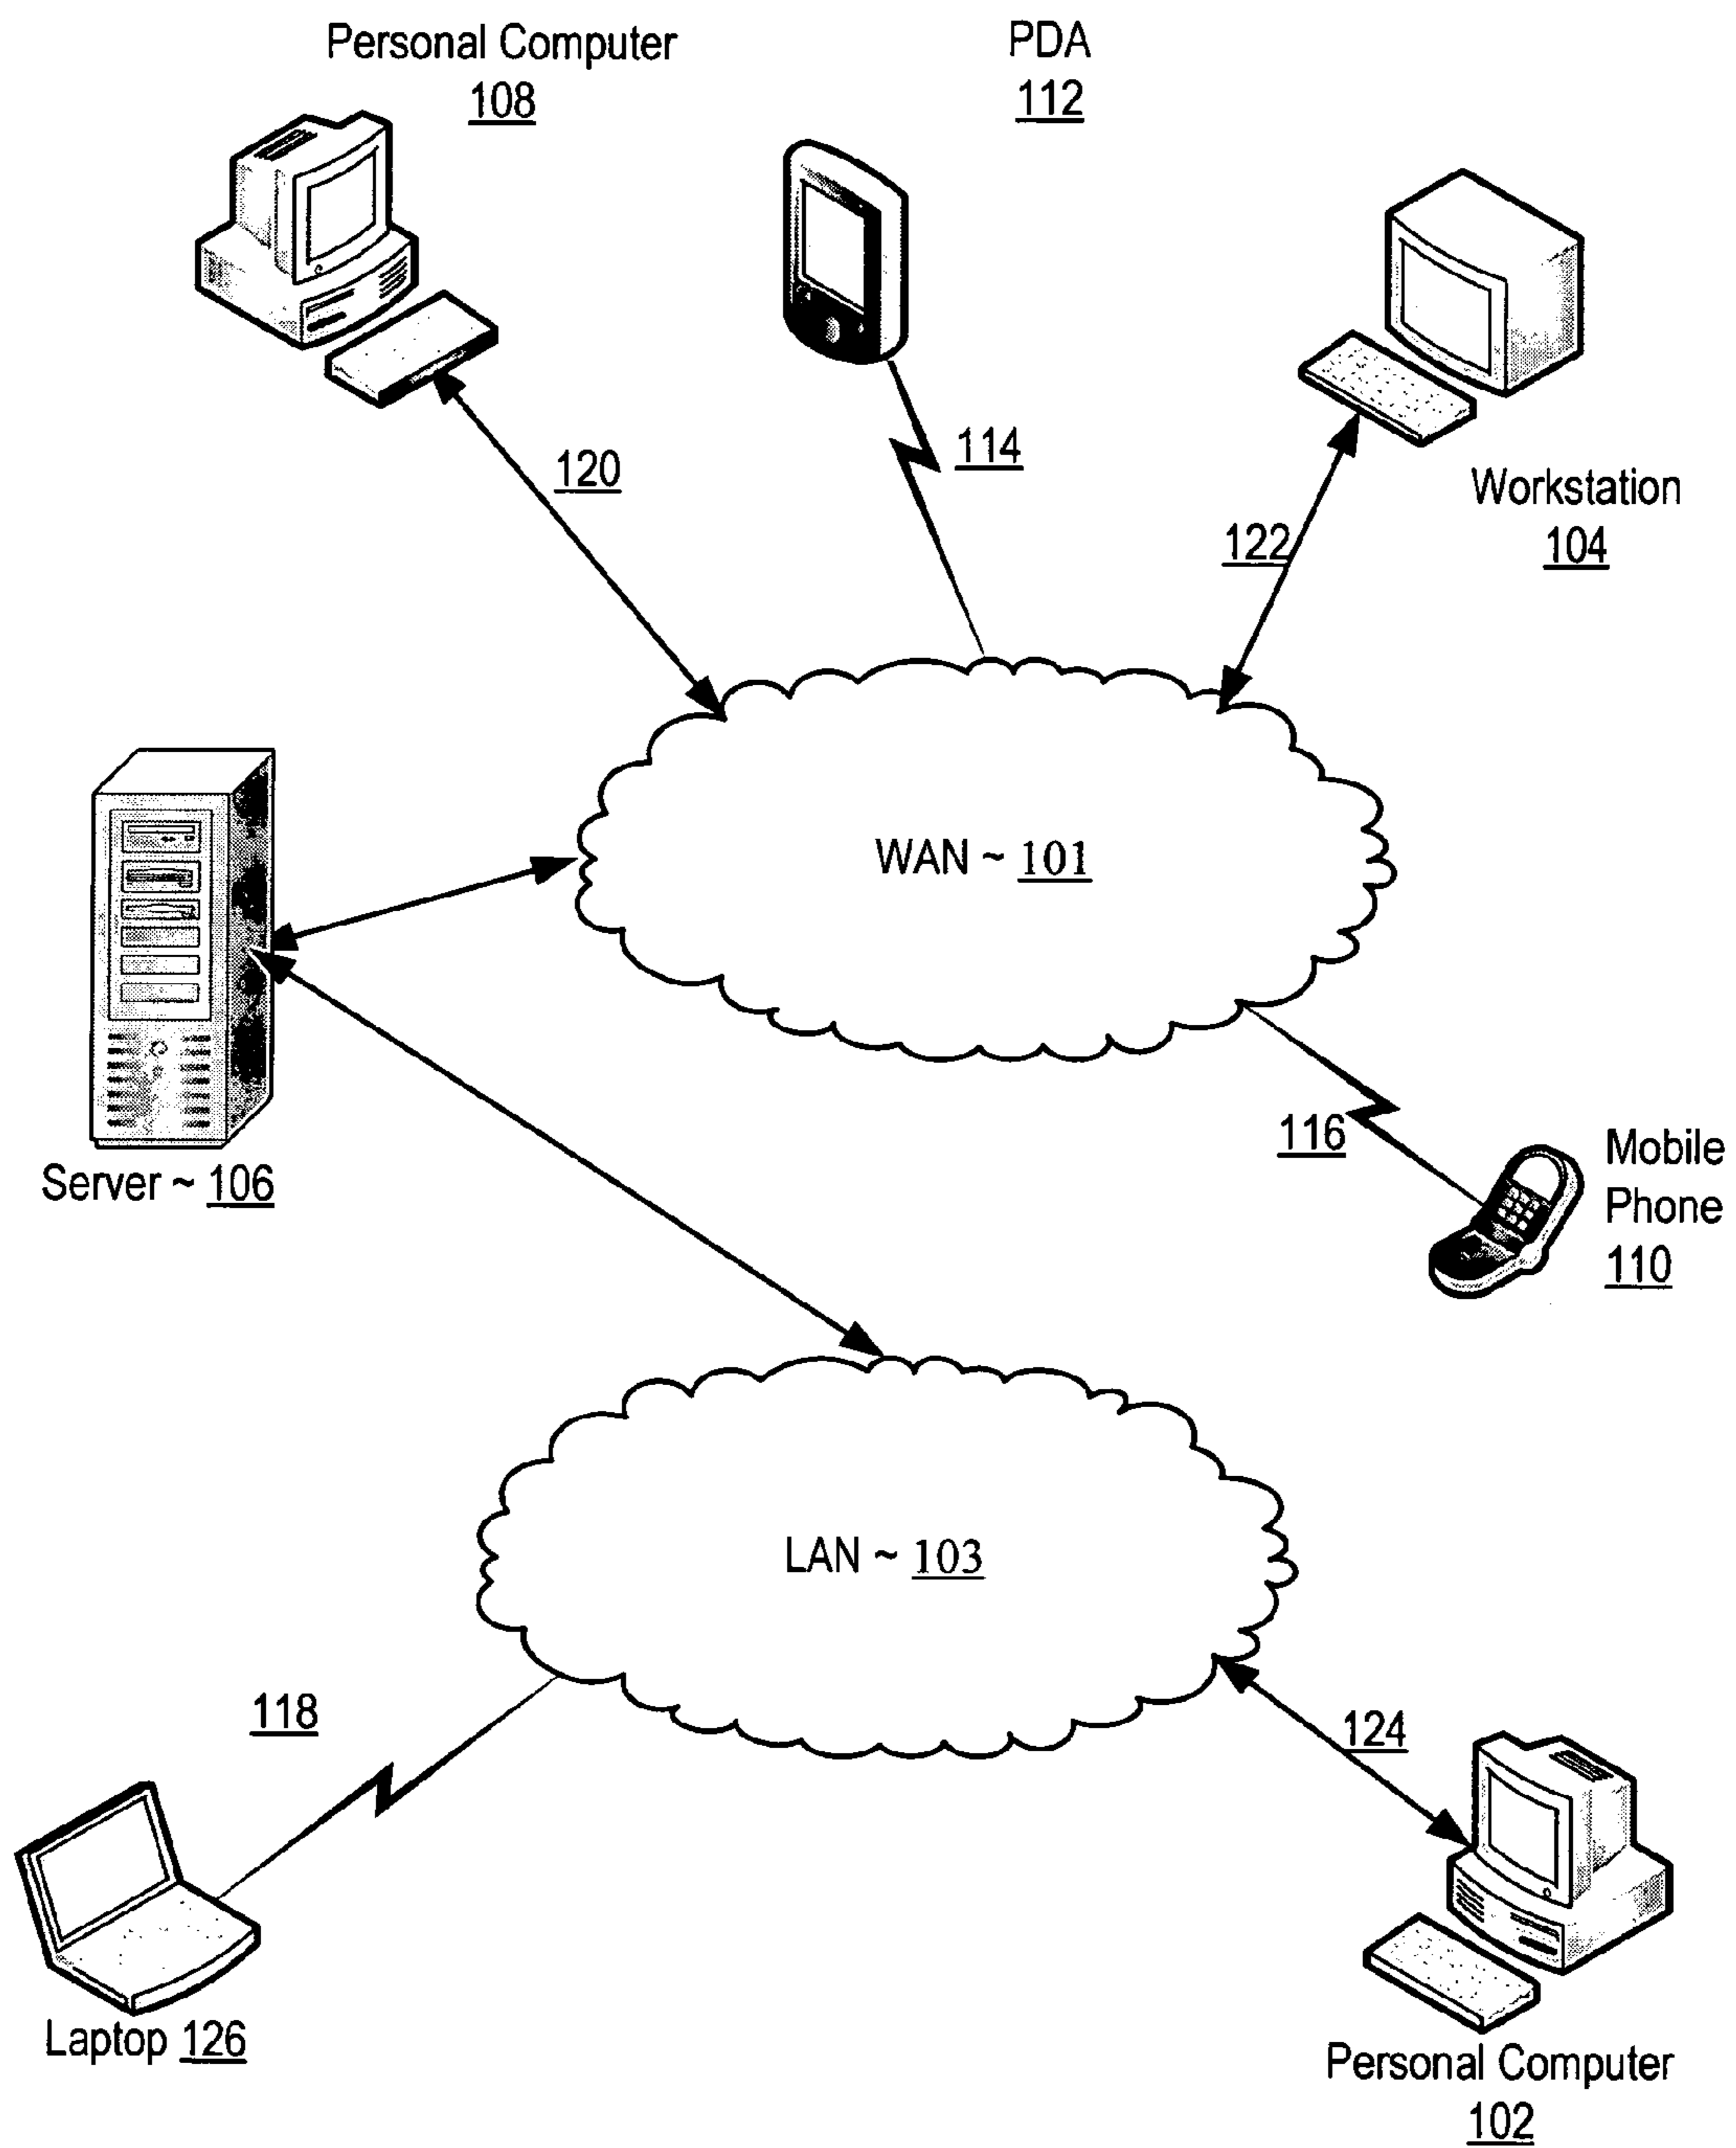 Personal Computer
108
PDA
112
120
114
122
Workstation
104
WAN ~ 101
Server ~ 106
116
Mobile
Phone
110
LAN ~ 103
118
124
Laptop 126
Personal Computer
102